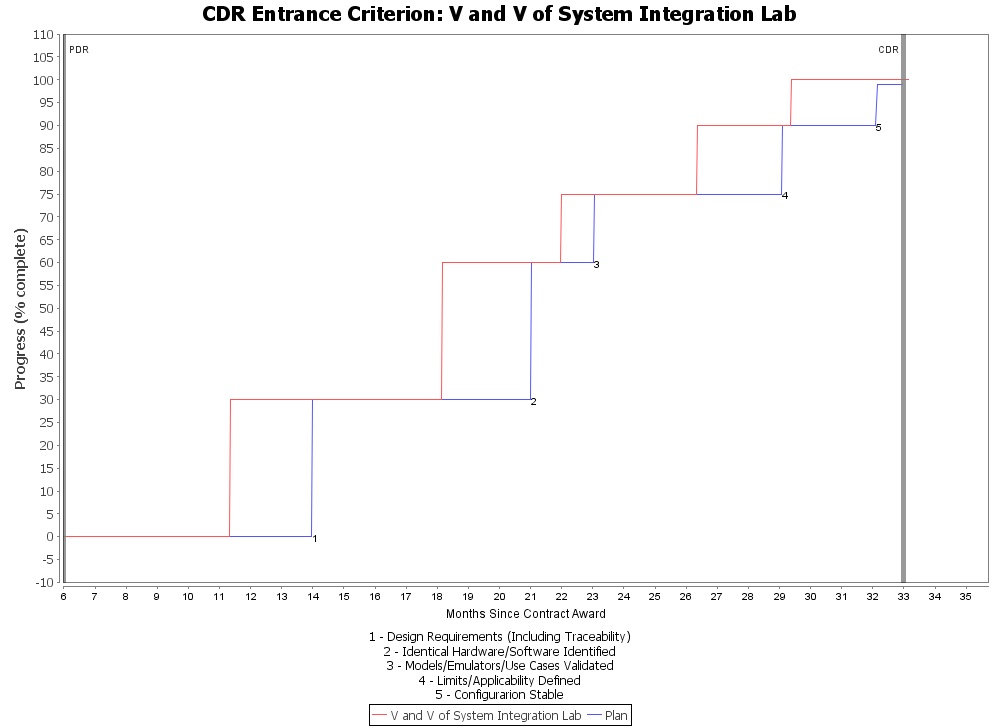 CDR Entrance Criterion: V and V of System Integration Lab
110
PDR
CDR
105
100
95
90
5
85
80
75
4
70
65
60
3
55
50
45
40
35
30
2
25
20
15
10
5
0
1
-5
-10
Progress (% complete)
6 7 8 9 10 11 12 13 14 15 16 17 18 19 20 21 22 23 24 25 26 27 28 29 30 31 32 33 34 35
Months Since Contract Award
1 - Design Requirements (Including Traceability)
2 - Identical Hardware/Software Identified
3 - Models/Emulators/Use Cases Validated
4 - Limits/Applicability Defined
5 - Configurarion Stable
V and V of System Integration Lab Plan